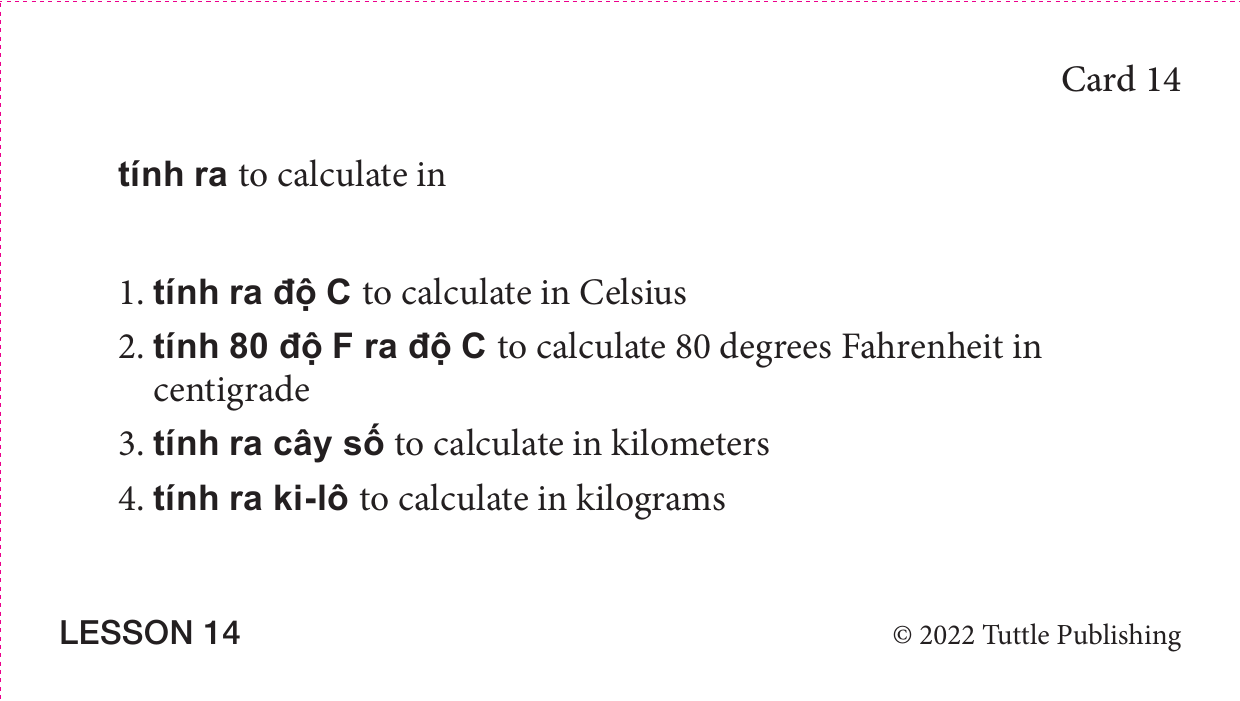 Card 14
tính ra to calculate in
1. tính ra độ C to calculate in Celsius
2. tính 80 độ F ra độ C to calculate 80 degrees Fahrenheit in
centigrade
3. tính ra cây số to calculate in kilometers
4. tính ra ki-lô to calculate in kilograms
LESSON 14
© 2022 Tuttle Publishing